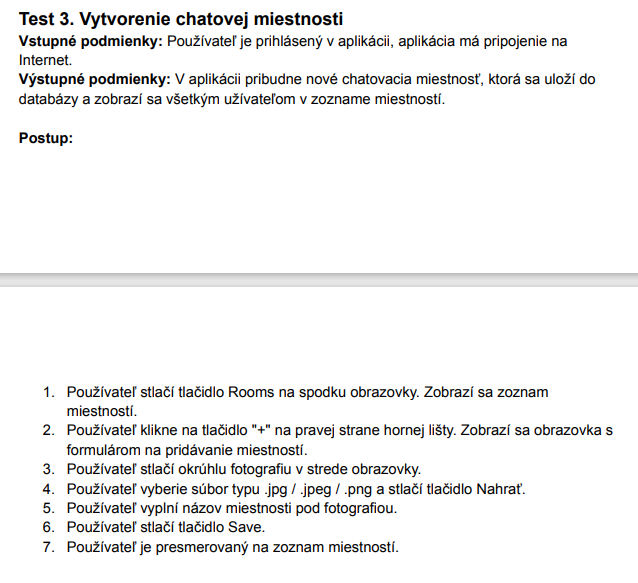 Test 3. Vytvorenie chatovej miestnosti
Vstupné podmienky: Používateľ je prihlásený v aplikácii, aplikácia má pripojenie na
Internet.
Výstupné podmienky: V aplikácii pribudne nové chatovacia miestnosť, ktorá sa uloží do
databázy a zobrazí sa všetkým užívateľom v zozname miestností.
Postup:
1. Používateľ stlačí tlačidlo Rooms na spodku obrazovky. Zobrazí sa zoznam
miestností.
2. Používateľ klikne na tlačidlo "+" na pravej strane hornej lišty. Zobrazí sa obrazovka s
formulárom na pridávanie miestností.
3. Používateľ stlačí okrúhlu fotografiu v strede obrazovky.
4. Používateľ vyberie súbor typu .jpg / .jpeg / .png a stlačí tlačidlo Nahrať.
5. Používateľ vyplní názov miestnosti pod fotografiou.
6. Používateľ stlačí tlačidlo Save.
7. Používateľ je presmerovaný na zoznam miestností.